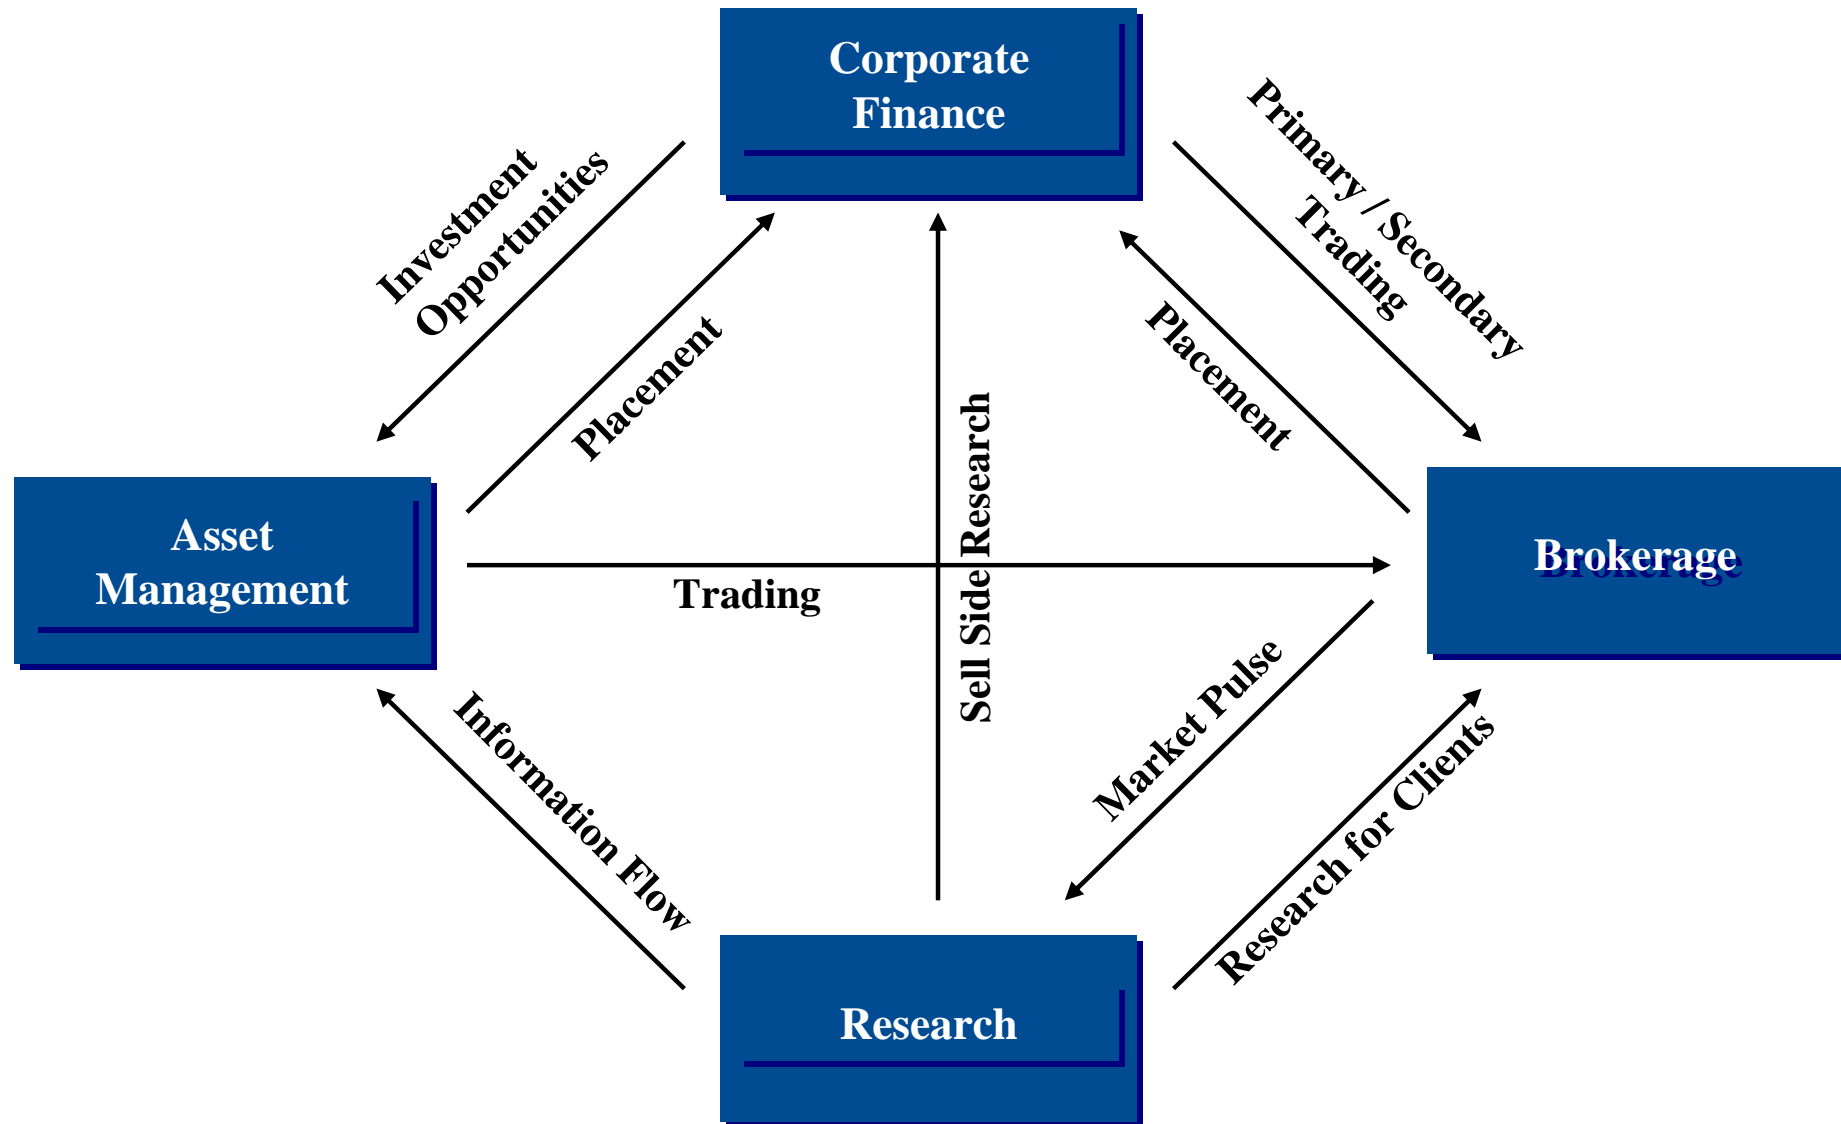 Corporate
Finance
Investment
Opportunities
Primary / Secondary
Trading
Placement
Placement
Asset
Management
Brokerage
Trading
Sell Side Research
Information Flow
Market Pulse
Research for Clients
Research